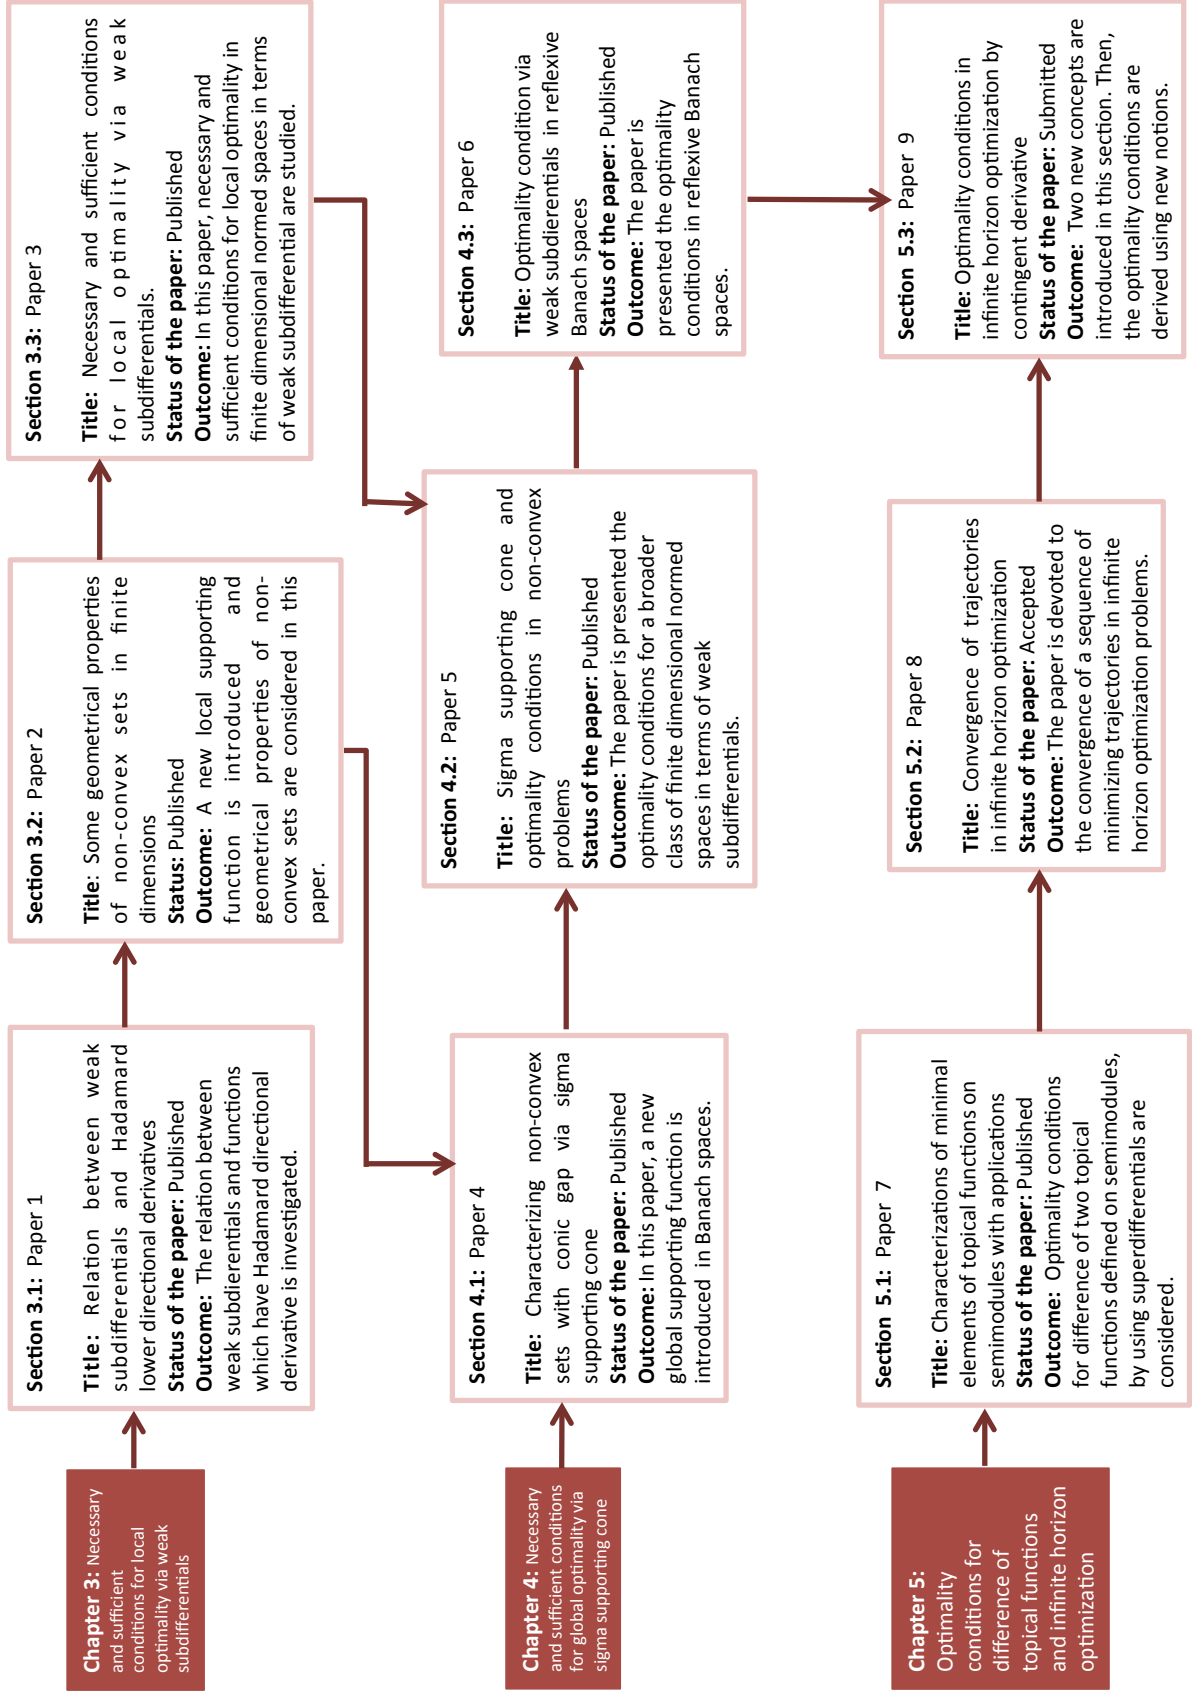 Chapter 3: Necessary
and sufficient
conditions for local
optimality via weak
subdifferentials
Section 3.1: Paper 1
Title: Relation between weak
subdifferentials and Hadamard
lower directional derivatives
Status of the paper: Published
Outcome: The relation between
weak subdierentials and functions
which have Hadamard directional
derivative is investigated.
Section 3.2: Paper 2
Title: Some geometrical properties
of non-convex sets in finite
dimensions
Status: Published
Outcome: A new local supporting
function is introduced and
geometrical properties of non-
convex sets are considered in this
paper.
Section 3.3: Paper 3
Title: Necessary and sufficient conditions
for local optimality via weak
subdifferentials.
Status of the paper: Published
Outcome: In this paper, necessary and
sufficient conditions for local optimality in
finite dimensional normed spaces in terms
of weak subdifferential are studied.
Chapter 4: Necessary
and sufficient conditions
for global optimality via
sigma supporting cone
Section 4.1: Paper 4
Title: Characterizing non-convex
sets with conic gap via sigma
supporting cone
Status of the paper: Published
Outcome: In this paper, a new
global supporting function is
introduced in Banach spaces.
Section 4.2: Paper 5
Title: Sigma supporting cone and
optimality conditions in non-convex
problems
Status of the paper: Published
Outcome: The paper is presented the
optimality conditions for a broader
class of finite dimensional normed
spaces in terms of weak
subdifferentials.
Section 4.3: Paper 6
Title: Optimality condition via
weak subdierentials in reflexive
Banach spaces
Status of the paper: Published
Outcome: The paper is
presented the optimality
conditions in reflexive Banach
spaces.
Chapter 5:
Optimality
conditions for
difference of
topical functions
and infinite horizon
optimization
Section 5.1: Paper 7
Title: Characterizations of minimal
elements of topical functions on
semimodules with applications
Status of the paper: Published
Outcome: Optimality conditions
for difference of two topical
functions defined on semimodules,
by using superdifferentials are
considered.
Section 5.2: Paper 8
Title: Convergence of trajectories
in infinite horizon optimization
Status of the paper: Accepted
Outcome: The paper is devoted to
the convergence of a sequence of
minimizing trajectories in infinite
horizon optimization problems.
Section 5.3: Paper 9
Title: Optimality conditions in
infinite horizon optimization by
contingent derivative
Status of the paper: Submitted
Outcome: Two new concepts are
introduced in this section. Then,
the optimality conditions are
derived using new notions.